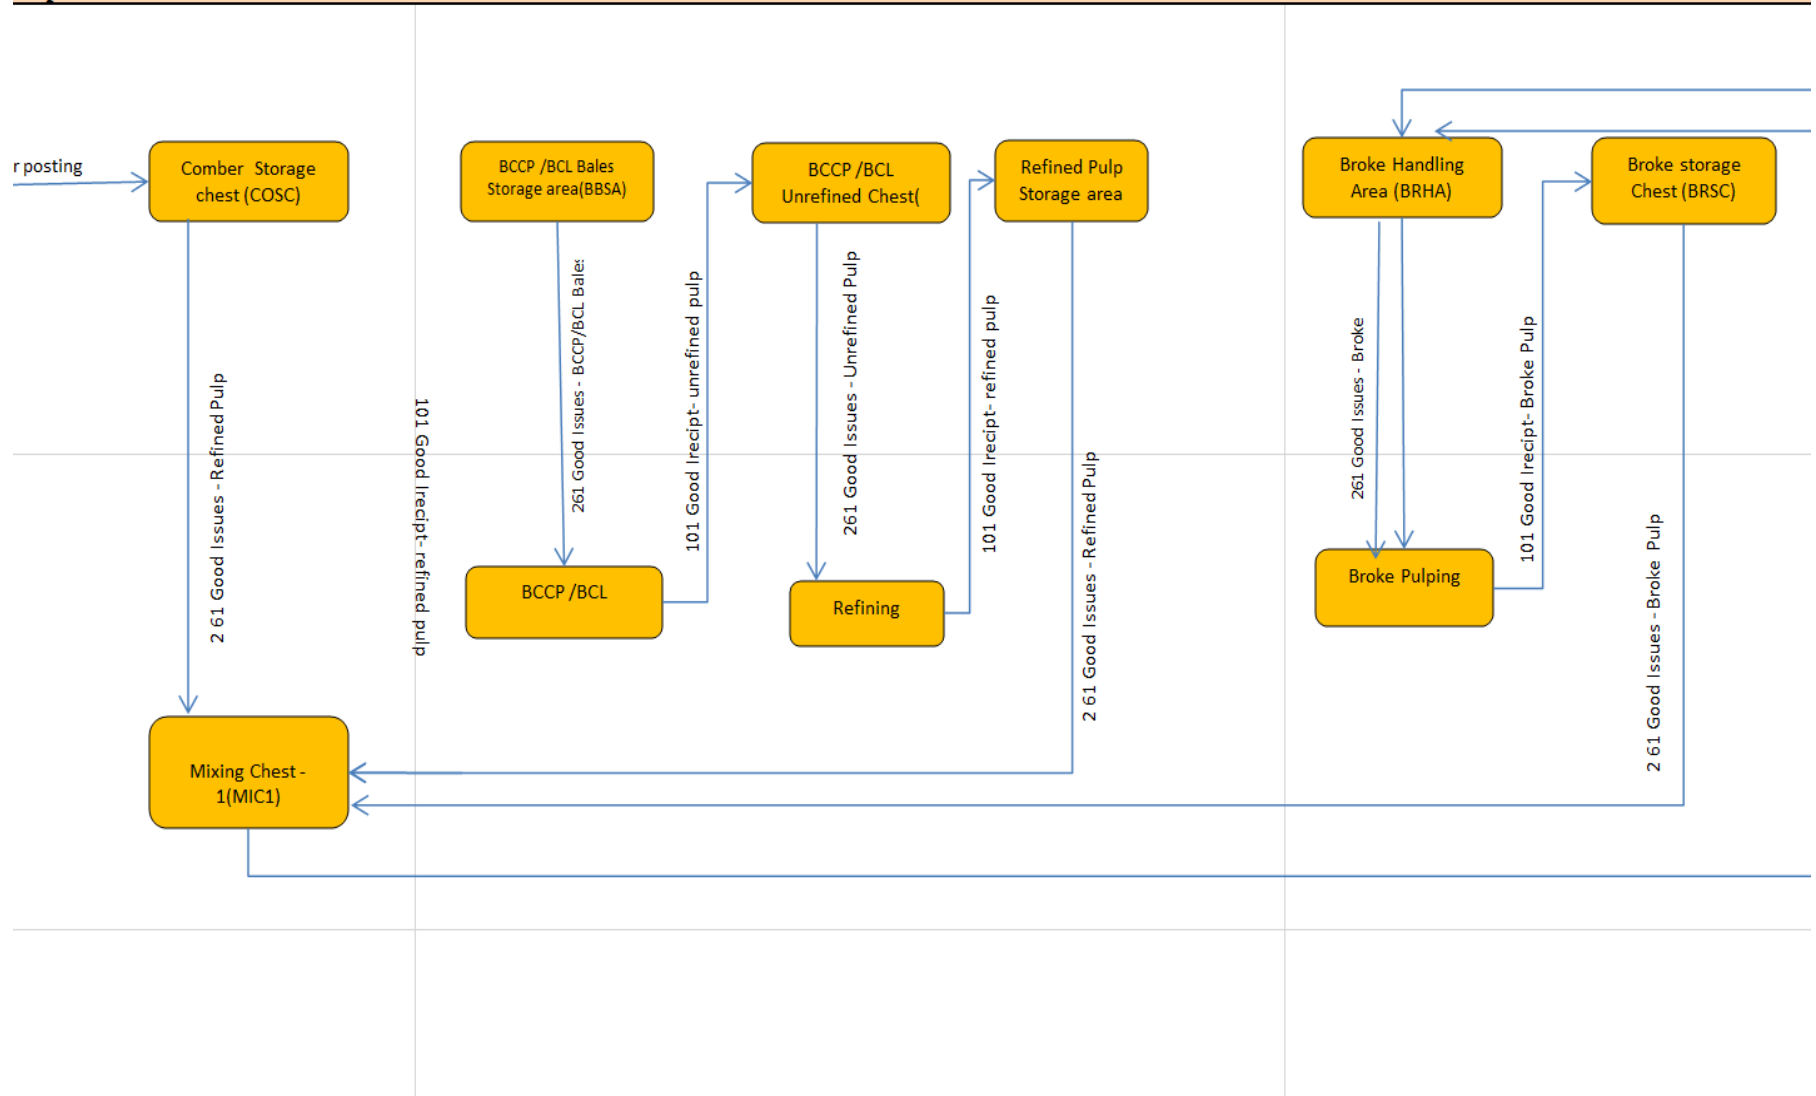 r posting
Comber Storage
chest (COSC)
BCCP /BCL Bales
Storage area(BBSA)
BCCP /BCL
Unrefined Chest(
Refined Pulp
Storage area
Broke Handling
Area (BRHA)
Broke storage
Chest (BRSC)
2 61 Good Issues - Refined Pulp
101 Good Irecipt- refined pulp
261 Good Issues - BCCP/BCL Bales
101 Good Irecipt- unrefined pulp
261 Good Issues - Unrefined Pulp
101 Good Irecipt- refined pulp
2 61 Good Issues - Refined Pulp
261 Good Issues - Broke
101 Good Irecipt- Broke Pulp
2 61 Good Issues - Broke Pulp
BCCP /BCL
Refining
Broke Pulping
Mixing Chest -
1(MIC1)